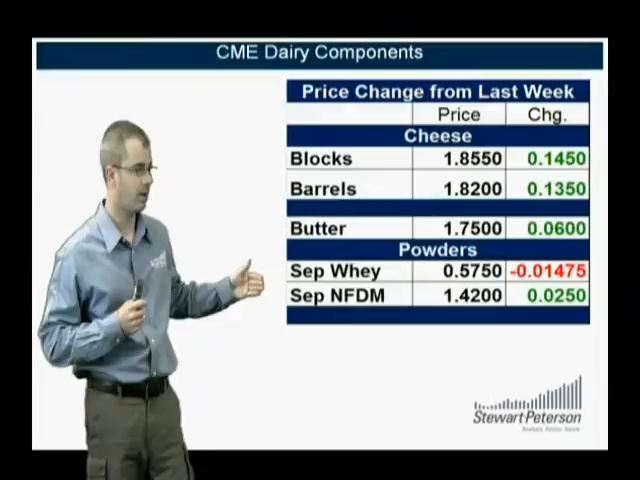 CME Dairy Components
Price Change from Last Week
Price Chg.
Cheese
Blocks 1.8550 0.1450
Barrels 1.8200 0.1350
Butter 1.7500 0.0600
Powders
Sep Whey 0.5750 -0.01475
Sep NFDM 1.4200 0.0250
Stewart Peterson